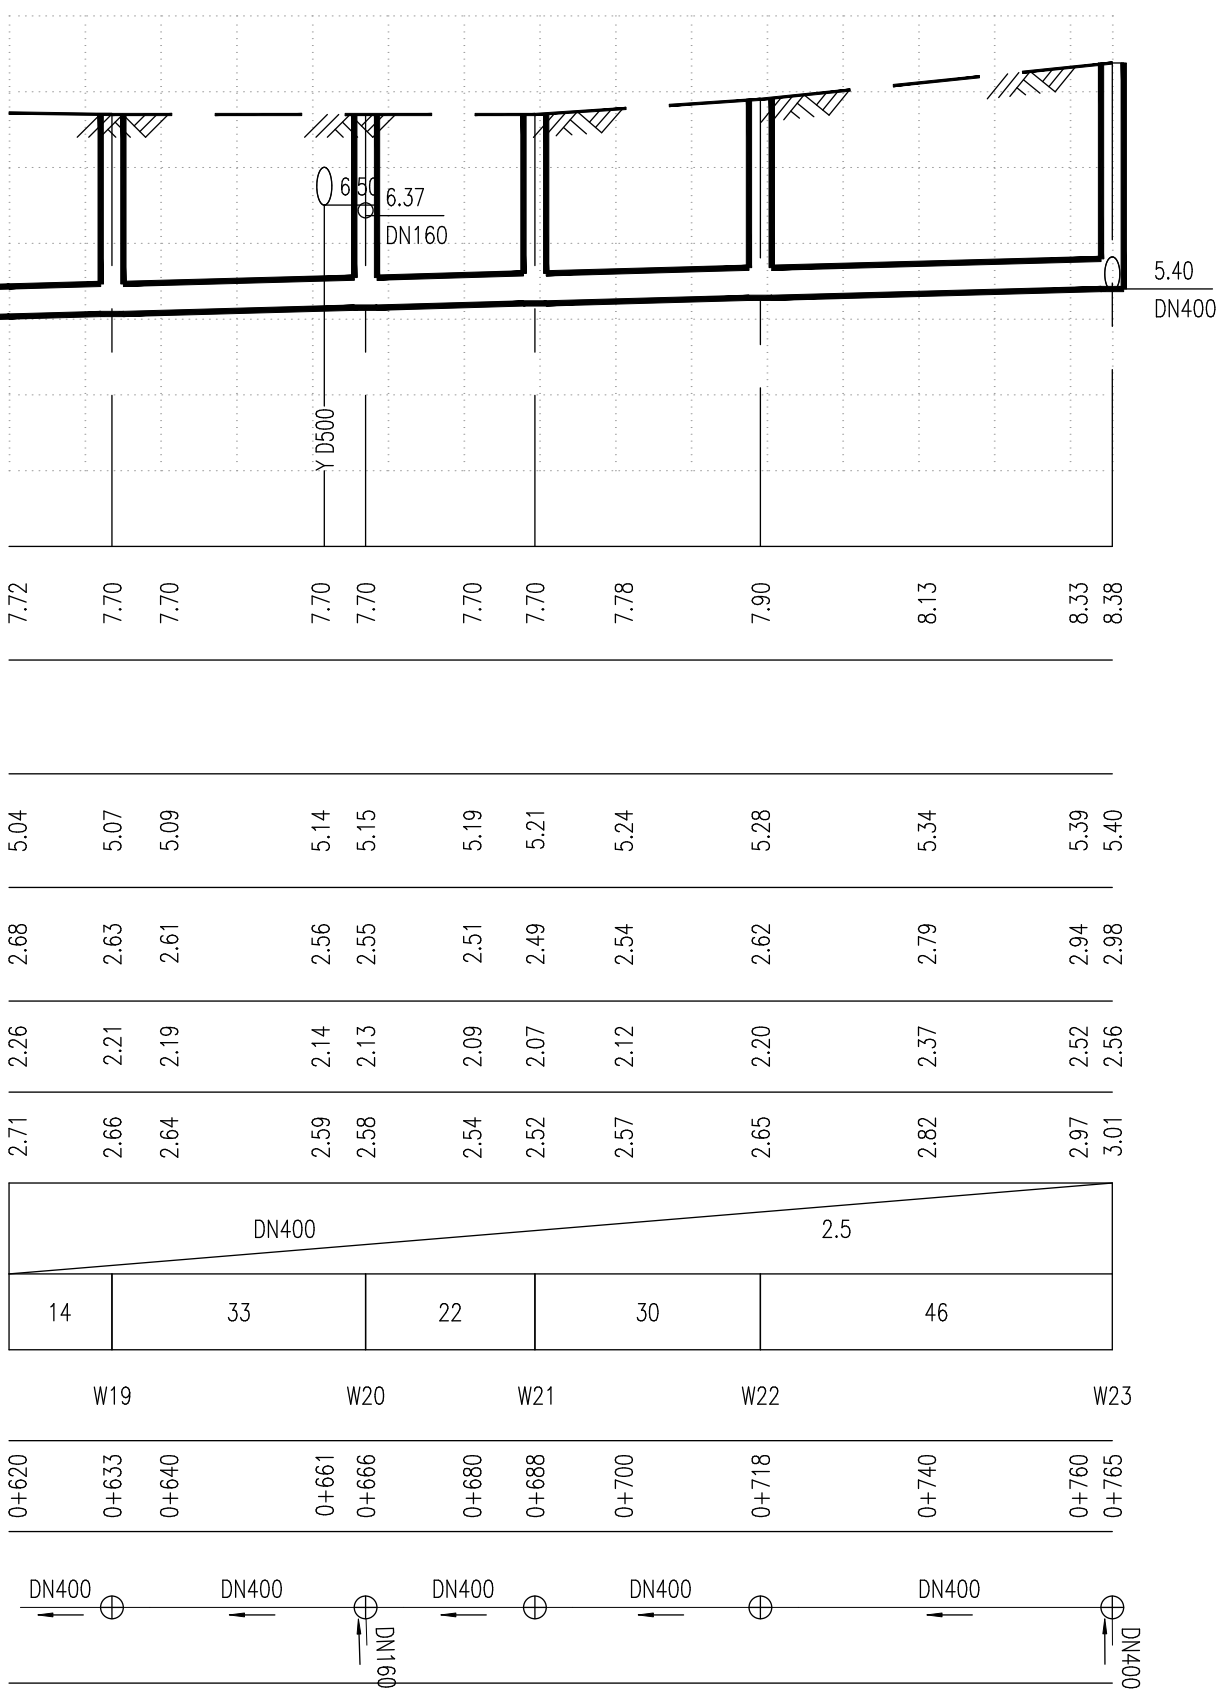 6.50
6.37
DN160
5.40
DN400
Y D500
7.72 7.70 7.70 7.70 7.70 7.70 7.70 7.78 7.90 8.13 8.33 8.38
5.04 5.07 5.09 5.14 5.15 5.19 5.21 5.24 5.28 5.34 5.39 5.40
2.68 2.63 2.61 2.56 2.55 2.51 2.49 2.54 2.62 2.79 2.94 2.98
2.26 2.21 2.19 2.14 2.13 2.09 2.07 2.12 2.20 2.37 2.52 2.56
2.71 2.66 2.64 2.59 2.58 2.54 2.52 2.57 2.65 2.82 2.97 3.01
DN400 2.5
14 33 22 30 46
W19 W20 W21 W22 W23
0+620 0+633 0+640 0+661 0+666 0+680 0+688 0+700 0+718 0+740 0+760 0+765
DN400 DN400 DN400 DN400 DN400
DN160 DN400